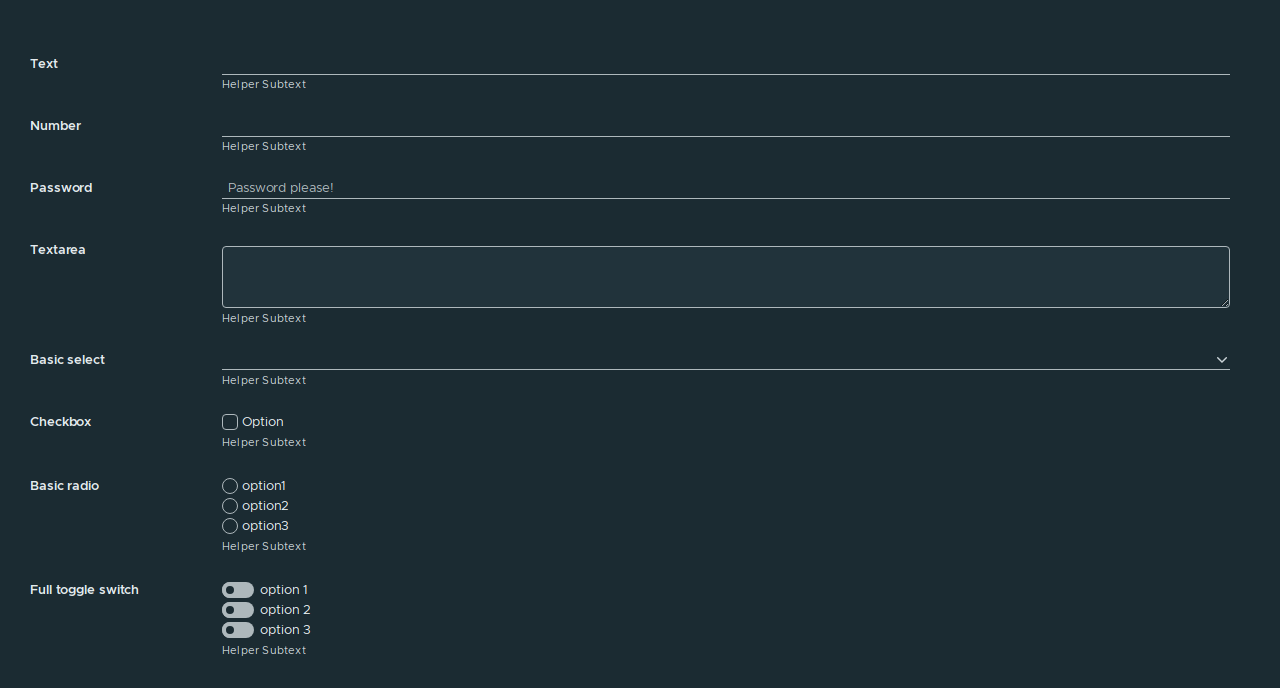 Text
Helper Subtext
Number
Helper Subtext
Password
Password please!
Helper Subtext
Textarea
Helper Subtext
Basic select
Helper Subtext
Checkbox
Option
Helper Subtext
Basic radio
option1
option2
option3
Helper Subtext
Full toggle switch
option 1
option 2
option 3
Helper Subtext